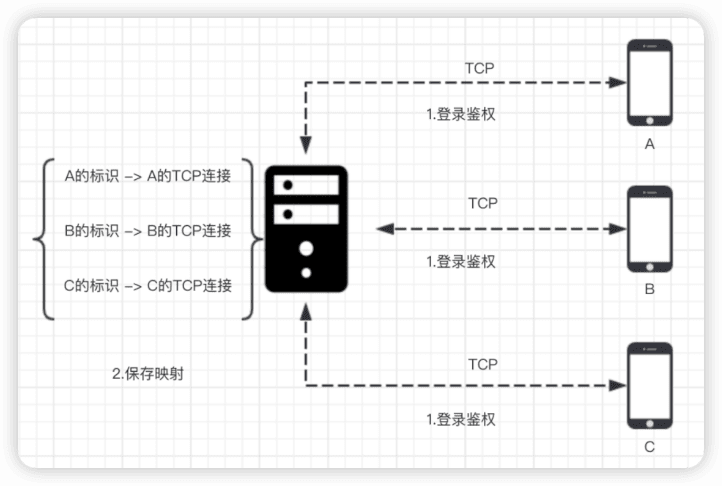 TCP
1.登录鉴权
A
A的标识 -> A的TCP连接
B的标识 -> B的TCP连接
C的标识 -> C的TCP连接
2.保存映射
TCP
1.登录鉴权
B
TCP
1.登录鉴权
C